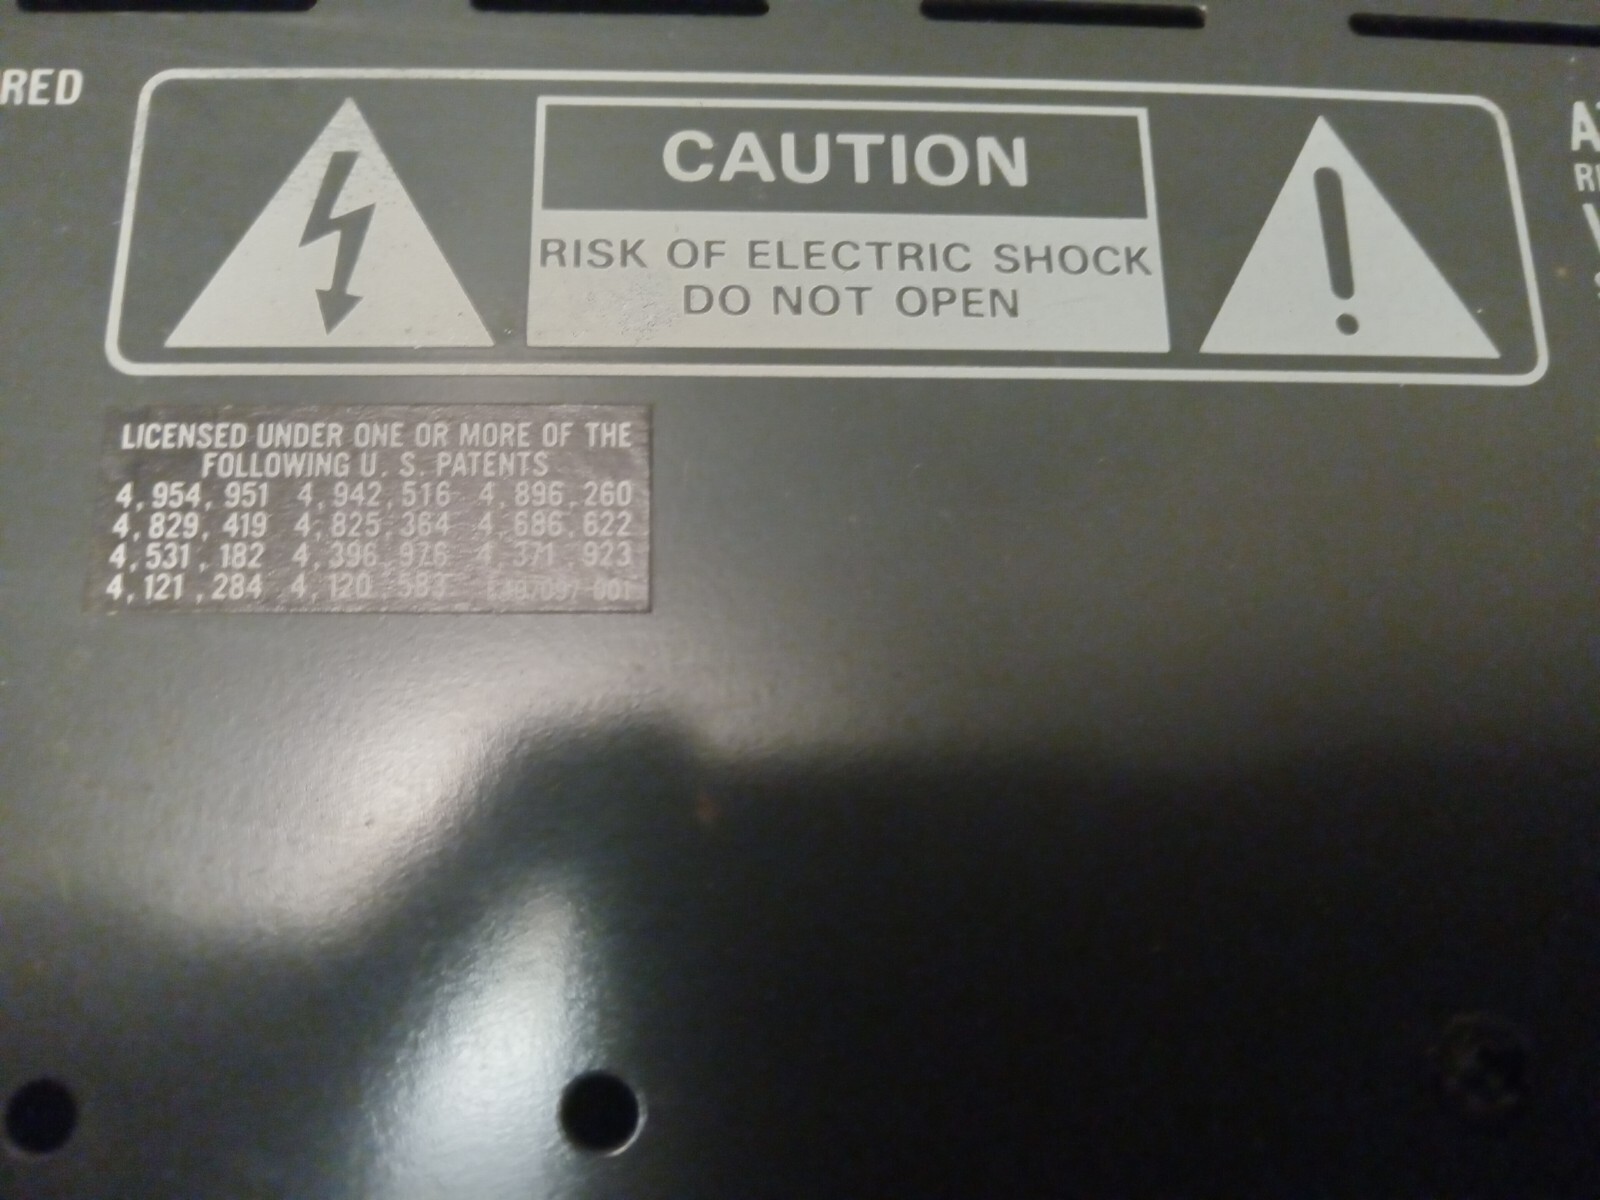 RED
CAUTION
RISK OF ELECTRIC SHOCK
DO NOT OPEN
LICENSED UNDER ONE OR MORE OF THE
FOLLOWING U. S. PATENTS
4, 954, 951 4, 942, 516 4, 896, 260
4, 829, 419 4, 825, 364 4, 686, 622
4, 531, 182 4, 396, 976 4, 371, 923
4, 121, 284 4, 120, 583